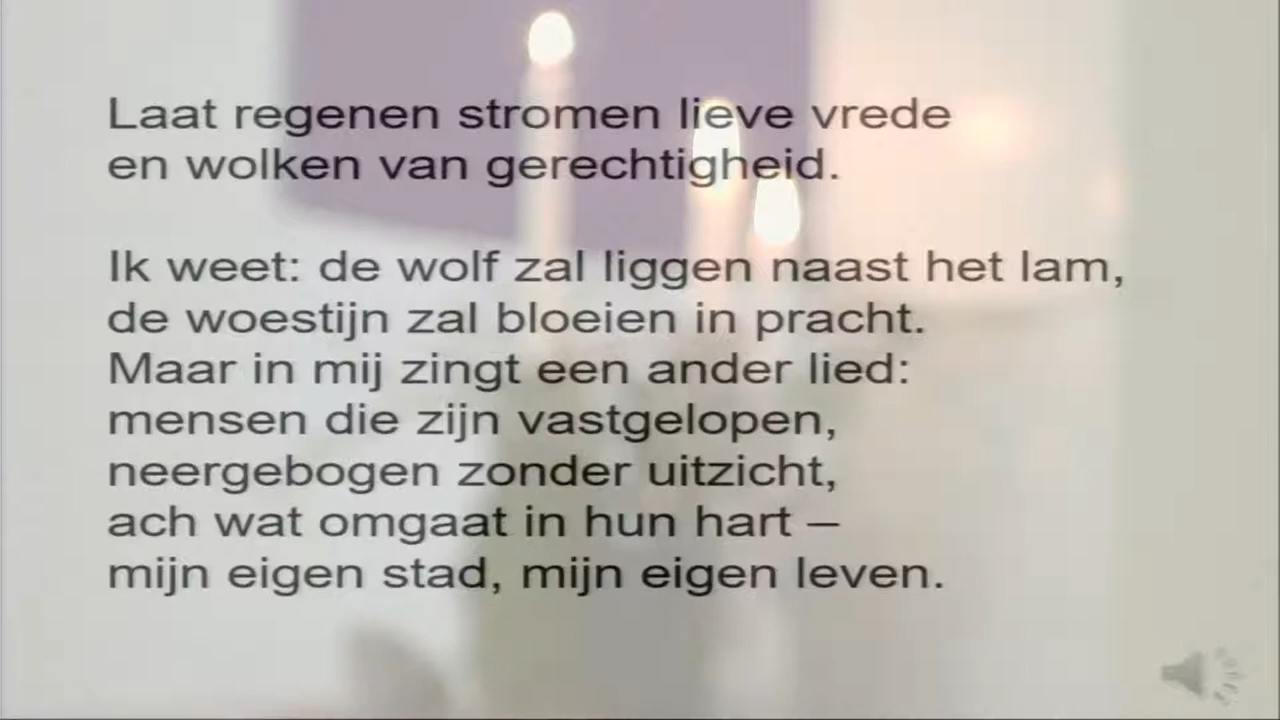 Laat regenen stromen lieve vrede
en wolken van gerechtigheid.
Ik weet: de wolf zal liggen naast het lam,
de woestijn zal bloeien in pracht.
Maar in mij zingt een ander lied:
mensen die zijn vastgelopen,
neergebogen zonder uitzicht,
ach wat omgaat in hun hart –
mijn eigen stad, mijn eigen leven.